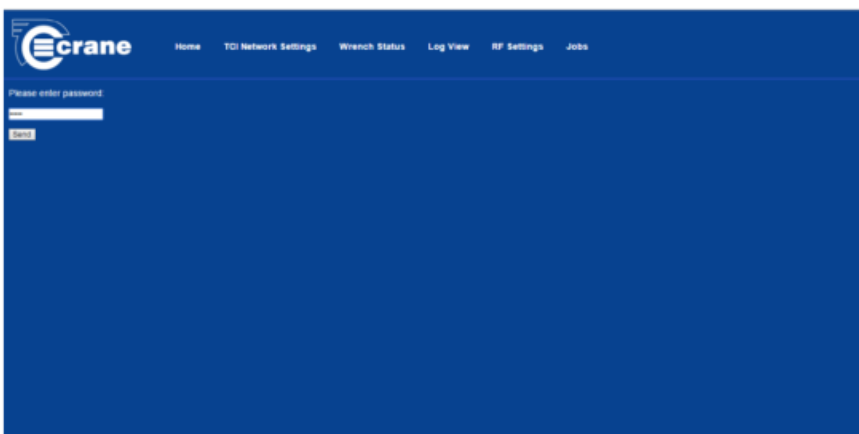 crane
Home TCI Network Settings Wrench Status Log View RF Settings Jobs
Please enter password:
••••
Send